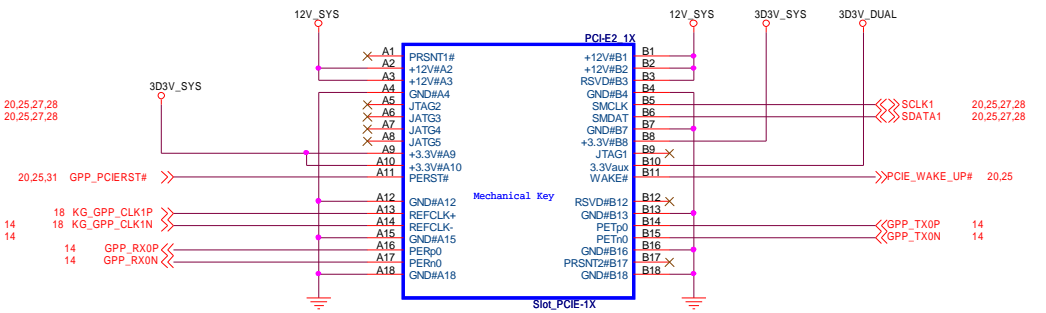 12V_SYS 12V_SYS 3D3V_SYS 3D3V_DUAL
PCI-E2_1X
A1 PRSNT1# +12V#B1 B1
A2 +12V#A2 +12V#B2 B2
A3 +12V#A3 RSVD#B3 B3
3D3V_SYS A4 GND#A4 GND#B4 B4
20,25,27,28 A5 JTAG2 SMCLK B5 SCLK1 20,25,27,28
20,25,27,28 A6 JATG3 SMDAT B6 SDATA1 20,25,27,28
A7 JATG4 GND#B7 B7
A8 JATG5 +3.3V#B8 B8
A9 +3.3V#A9 JTAG1 B9
A10 +3.3V#A10 3.3Vaux B10
20,25,31 GPP_PCIERST# A11 PERST# WAKE# B11 PCIE_WAKE_UP# 20,25
Mechanical Key
A12 GND#A12 RSVD#B12 B12
18 KG_GPP_CLK1P A13 REFCLK+ GND#B13 B13
14 18 KG_GPP_CLK1N A14 REFCLK- PETp0 B14 GPP_TX0P 14
14 A15 GND#A15 PETn0 B15 GPP_TX0N 14
14 GPP_RX0P A16 PERp0 GND#B16 B16
14 GPP_RX0N A17 PERn0 PRSNT2#B17 B17
A18 GND#A18 GND#B18 B18
Slot_PCIE-1X